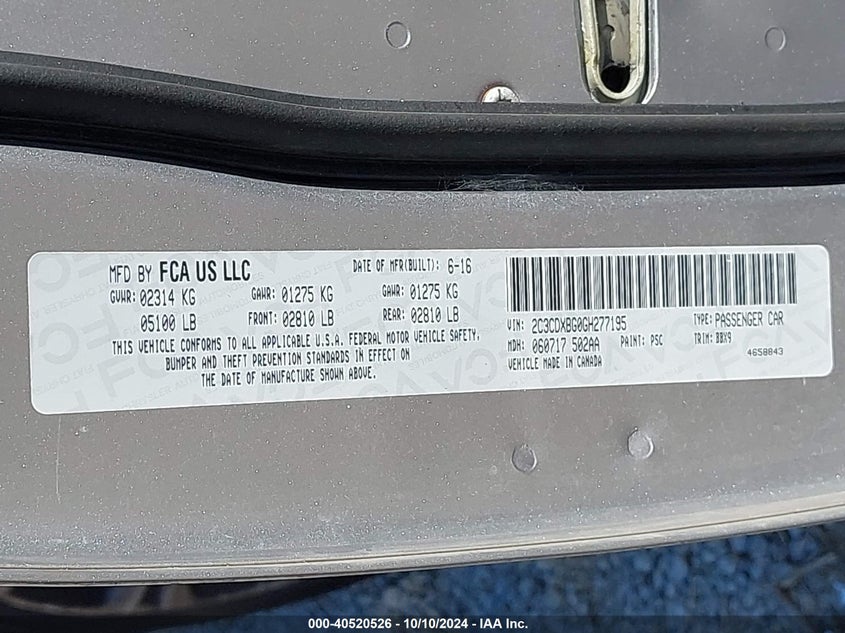 MFD BY FCA US LLC DATE OF MFR(BUILT): 6-16
GVWR: 02314 KG GAWR: 01275 KG GAWR: 01275 KG
05100 LB FRONT: 02810 LB REAR: 02810 LB
THIS VEHICLE CONFORMS TO ALL APPLICABLE U.S.A. FEDERAL MOTOR VEHICLE SAFETY,
BUMPER AND THEFT PREVENTION STANDARDS IN EFFECT ON
THE DATE OF MANUFACTURE SHOWN ABOVE.
VIN: 2C3CDXBG0GH277195 TYPE: PASSENGER CAR
MDH: 060717 502AA PAINT: PSC TRIM: BBX9
VEHICLE MADE IN CANADA 4658843
000-40520526 - 10/10/2024 - IAA Inc.